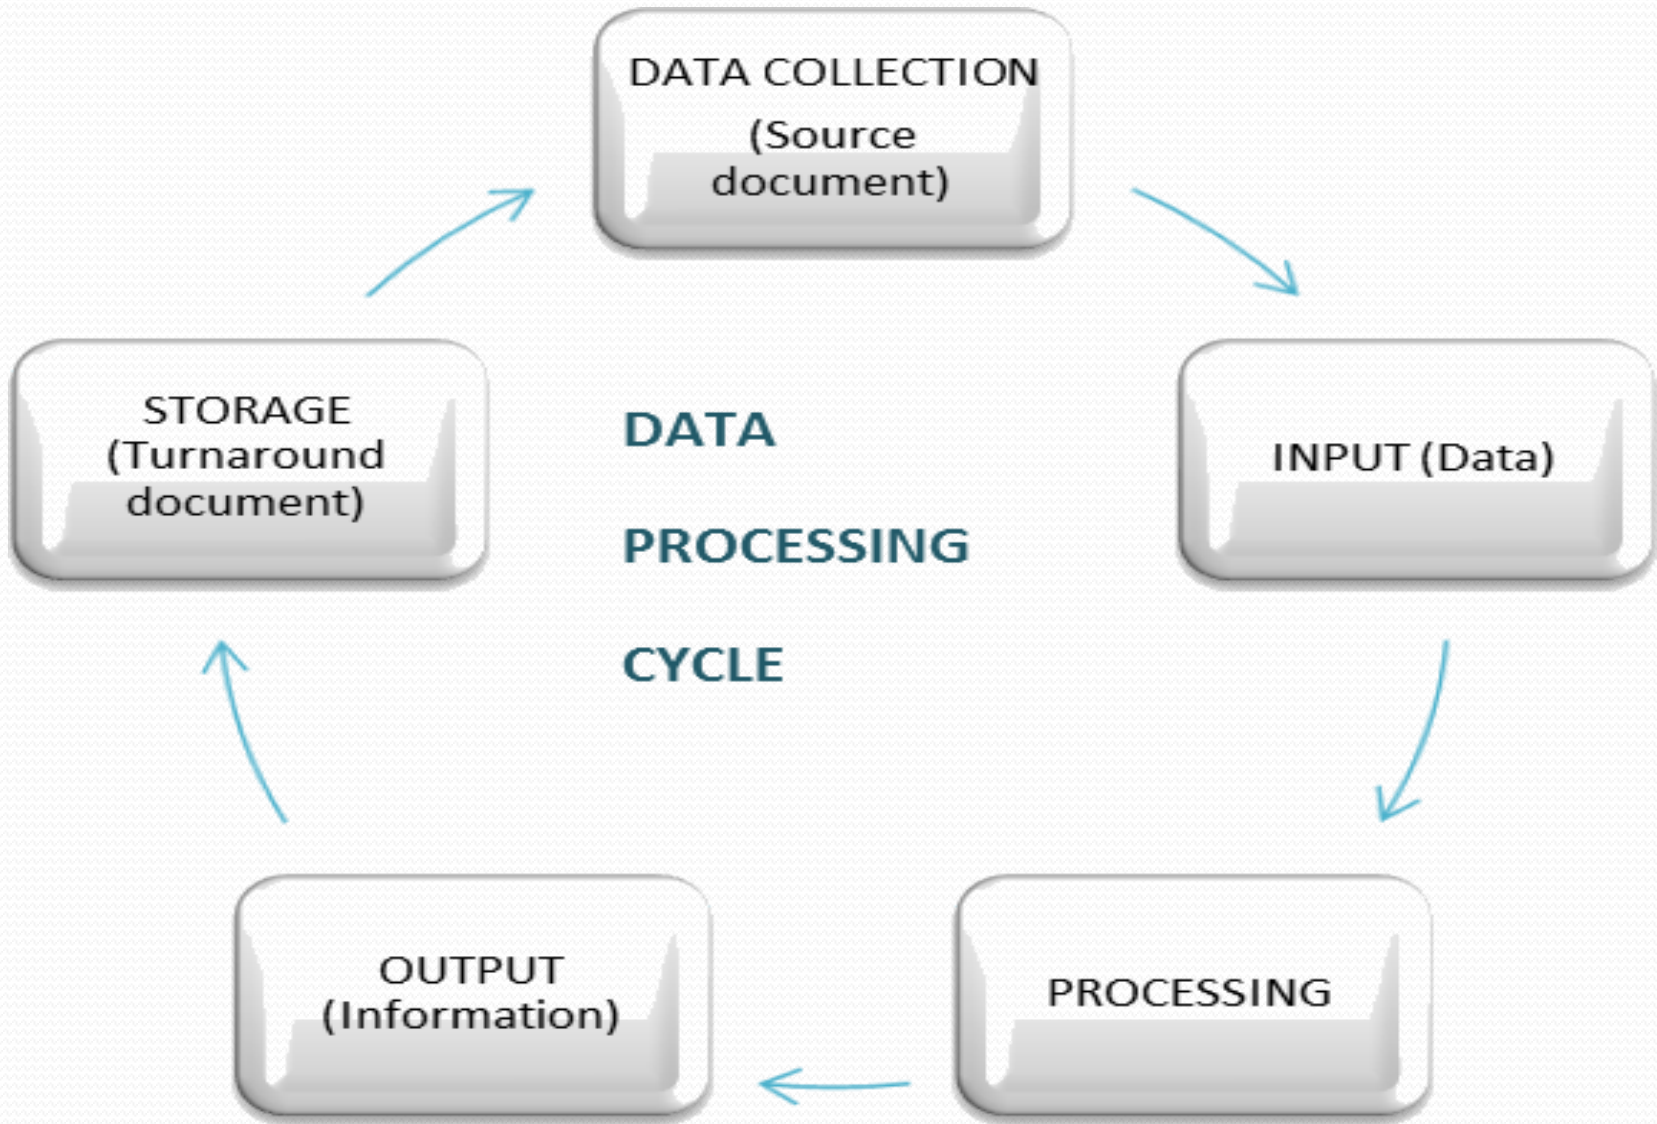 DATA COLLECTION
(Source
document)
STORAGE
(Turnaround
document)
DATA
PROCESSING
CYCLE
INPUT (Data)
OUTPUT
(Information)
PROCESSING